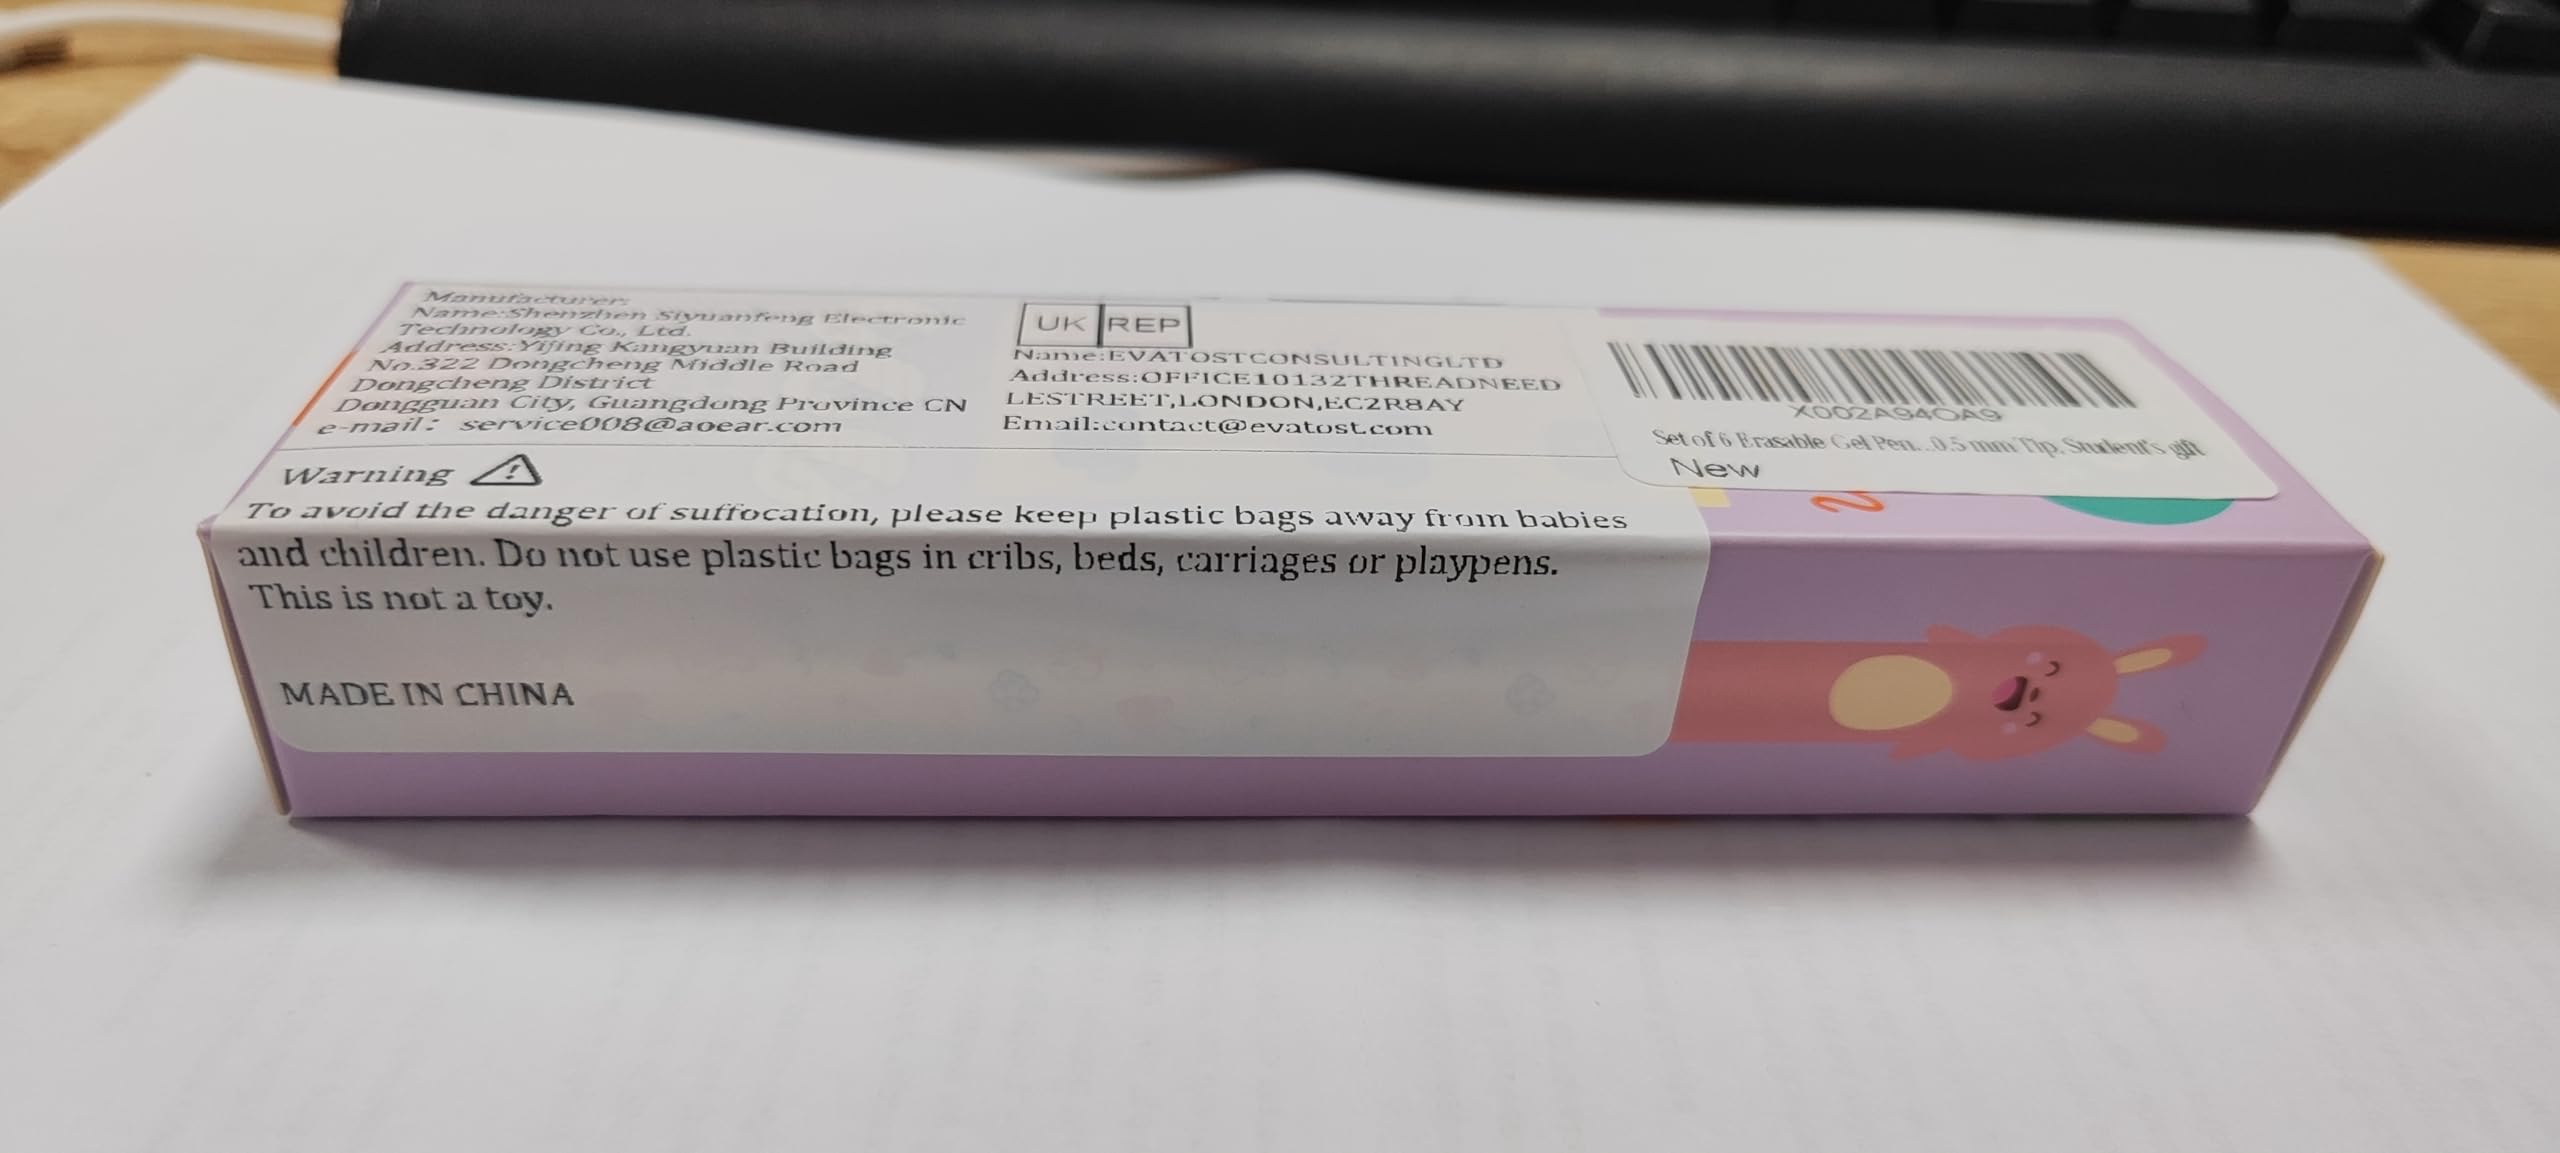 Manufacturer:
Name:Shenzhen Siyuanfeng Electronic
Technology Co., Ltd.
Address:Yijing Kangyuan Building
No.322 Dongcheng Middle Road
Dongcheng District
Dongguan City, Guangdong Province CN
e-mail: service008@aoear.com
UK REP
Name:EVATOSTCONSULTINGLTD
Address:OFFICE10132THREADNEED
LESTREET,LONDON,EC2R8AY
Email:contact@evatost.com
X002A94OA9
Set of 6 Erasable Gel Pen...0.5 mm Tip, Student's gift
New
Warning
To avoid the danger of suffocation, please keep plastic bags away from babies
and children. Do not use plastic bags in cribs, beds, carriages or playpens.
This is not a toy.
MADE IN CHINA